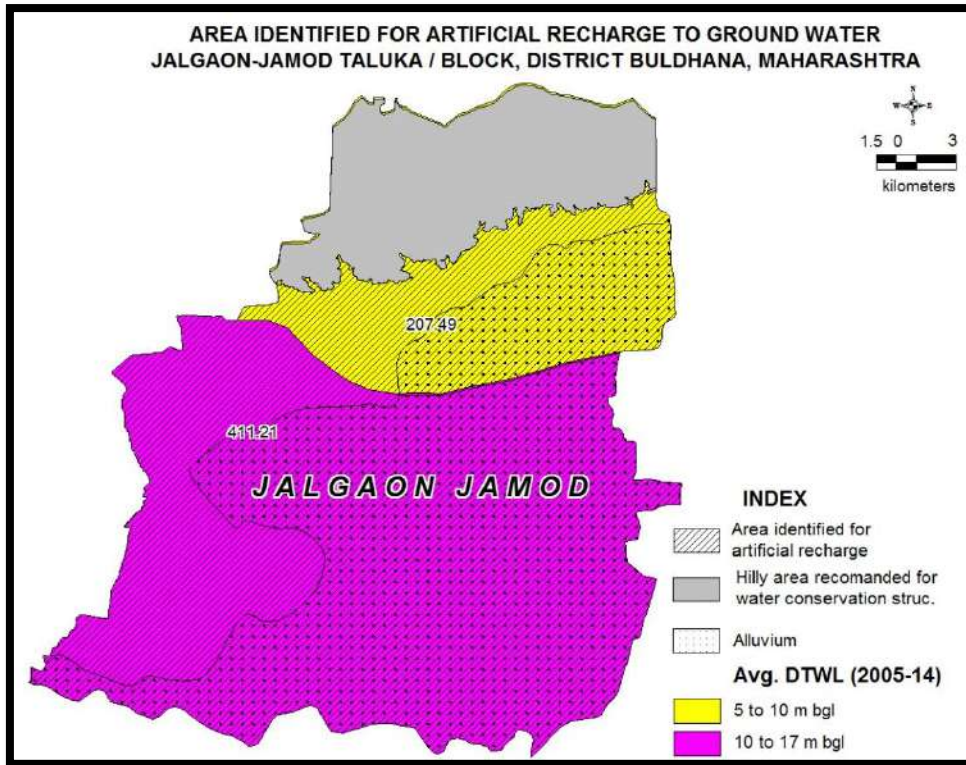 AREA IDENTIFIED FOR ARTIFICIAL RECHARGE TO GROUND WATER
JALGAON-JAMOD TALUKA / BLOCK, DISTRICT BULDHANA, MAHARASHTRA
N
W E
S
1.5 0 3
kilometers
207.49
411.21
JALGAON JAMOD
INDEX
Area identified for
artificial recharge
Hilly area recomanded for
water conservation struc.
Alluvium
Avg. DTWL (2005-14)
5 to 10 m bgl
10 to 17 m bgl